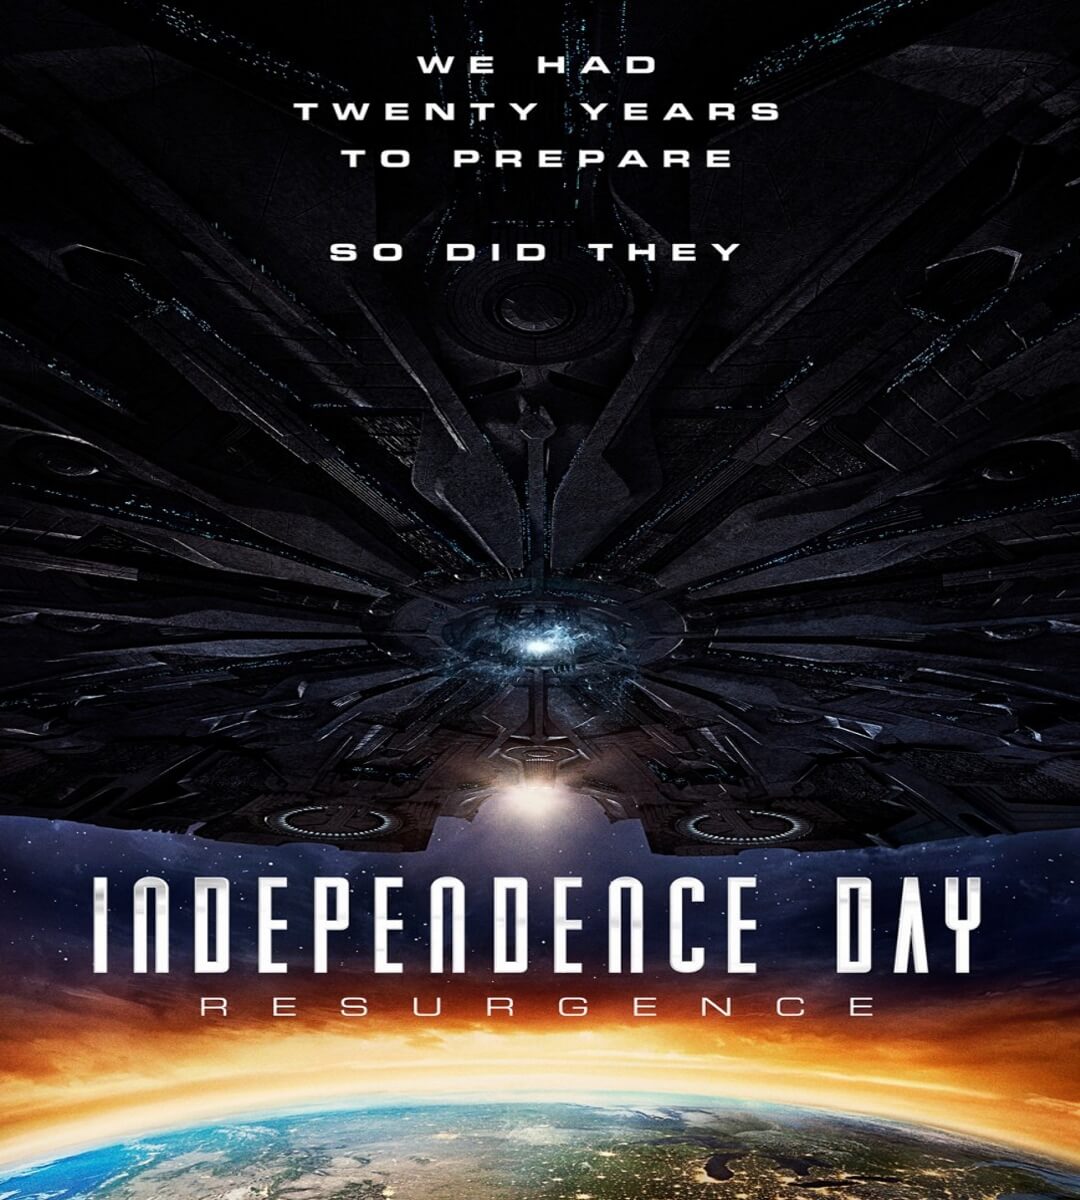 WE HAD
TWENTY YEARS
TO PREPARE
SO DID THEY
INDEPENDENCE DAY
RESURGENCE